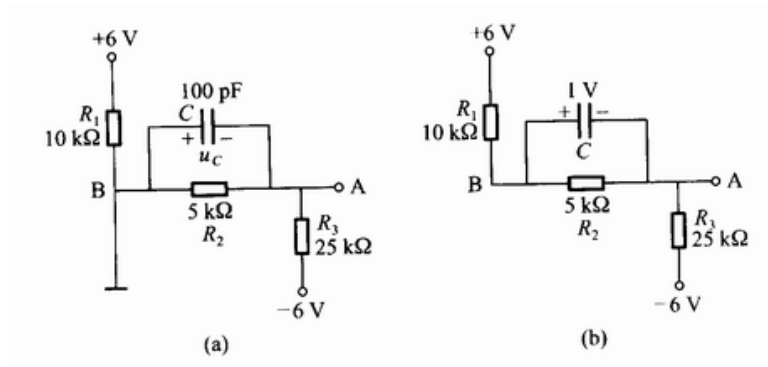 +6 V
100 pF
C
R₁
10 kΩ
+ −
u_C
B
A
5 kΩ
R₂
R₃
25 kΩ
−6 V
(a)
+6 V
1 V
+ −
R₁
10 kΩ
C
B
A
5 kΩ
R₂
R₃
25 kΩ
−6 V
(b)